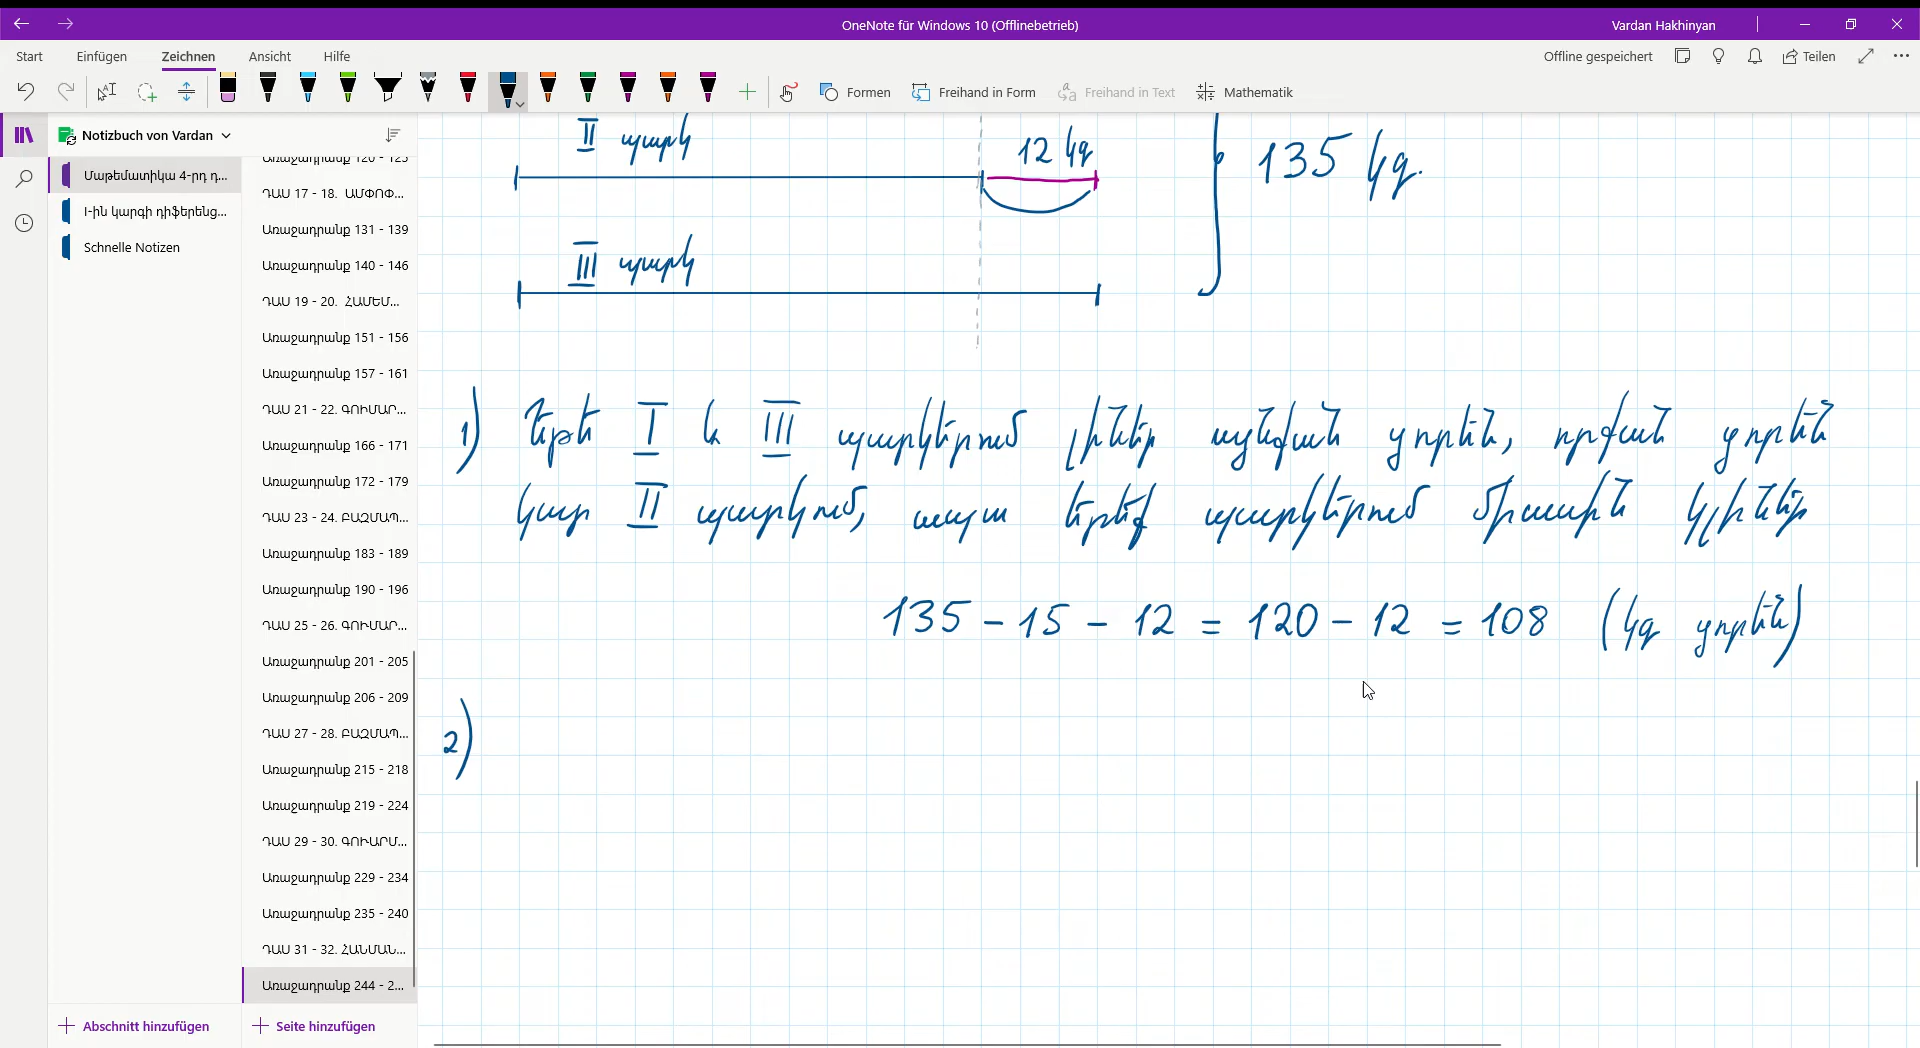 OneNote für Windows 10 (Offlinebetrieb)
Vardan Hakhinyan
Start Einfügen Zeichnen Ansicht Hilfe
Offline gespeichert Teilen
Formen Freihand in Form Freihand in Text Mathematik
Notizbuch von Vardan
Մաթեմատիկա 4-րդ դ...
I-ին կարգի դիֆերենց...
Schnelle Notizen
Առաջադրանք 120 - 125
ԴԱՍ 17 - 18. ԱՄՓՈՓ...
Առաջադրանք 131 - 139
Առաջադրանք 140 - 146
ԴԱՍ 19 - 20. ՀԱՄԵՄ...
Առաջադրանք 151 - 156
Առաջադրանք 157 - 161
ԴԱՍ 21 - 22. ԳՈՒՄԱՐ...
Առաջադրանք 166 - 171
Առաջադրանք 172 - 179
ԴԱՍ 23 - 24. ԲԱԶՄԱՊ...
Առաջադրանք 183 - 189
Առաջադրանք 190 - 196
ԴԱՍ 25 - 26. ԳՈՒՄԱՐ...
Առաջադրանք 201 - 205
Առաջադրանք 206 - 209
ԴԱՍ 27 - 28. ԲԱԶՄԱՊ...
Առաջադրանք 215 - 218
Առաջադրանք 219 - 224
ԴԱՍ 29 - 30. ԳՈՒԱՐՄ...
Առաջադրանք 229 - 234
Առաջադրանք 235 - 240
ԴԱՍ 31 - 32. ՀԱՆՄԱՆ...
Առաջադրանք 244 - 2...
Abschnitt hinzufügen
Seite hinzufügen
II պարկ
12 կգ
135 կգ.
III պարկ
1) Եթե I և III պարկերում լիներ այնքան ցորեն, որքան ցորեն
կար II պարկում, ապա երեք պարկերում միասին կլիներ
135 - 15 - 12 = 120 - 12 = 108 (կգ ցորեն)
2)